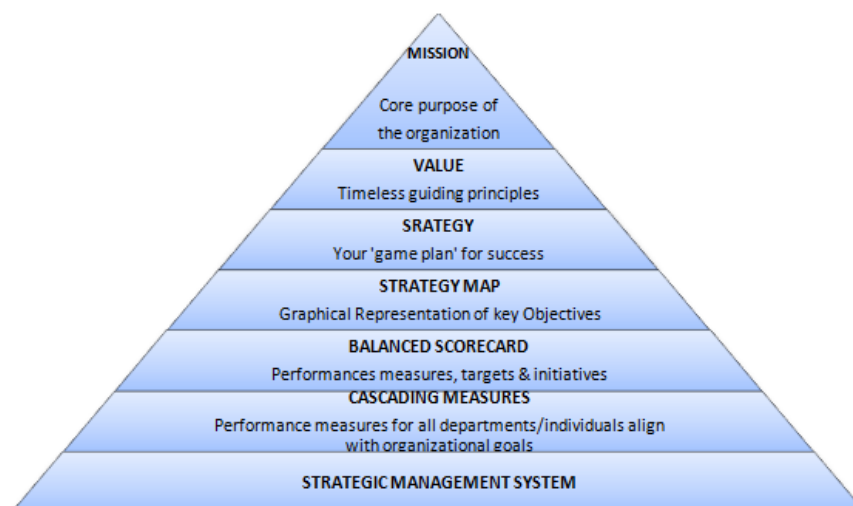 MISSION
Core purpose of
the organization
VALUE
Timeless guiding principles
SRATEGY
Your 'game plan' for success
STRATEGY MAP
Graphical Representation of key Objectives
BALANCED SCORECARD
Performances measures, targets & initiatives
CASCADING MEASURES
Performance measures for all departments/individuals align
with organizational goals
STRATEGIC MANAGEMENT SYSTEM